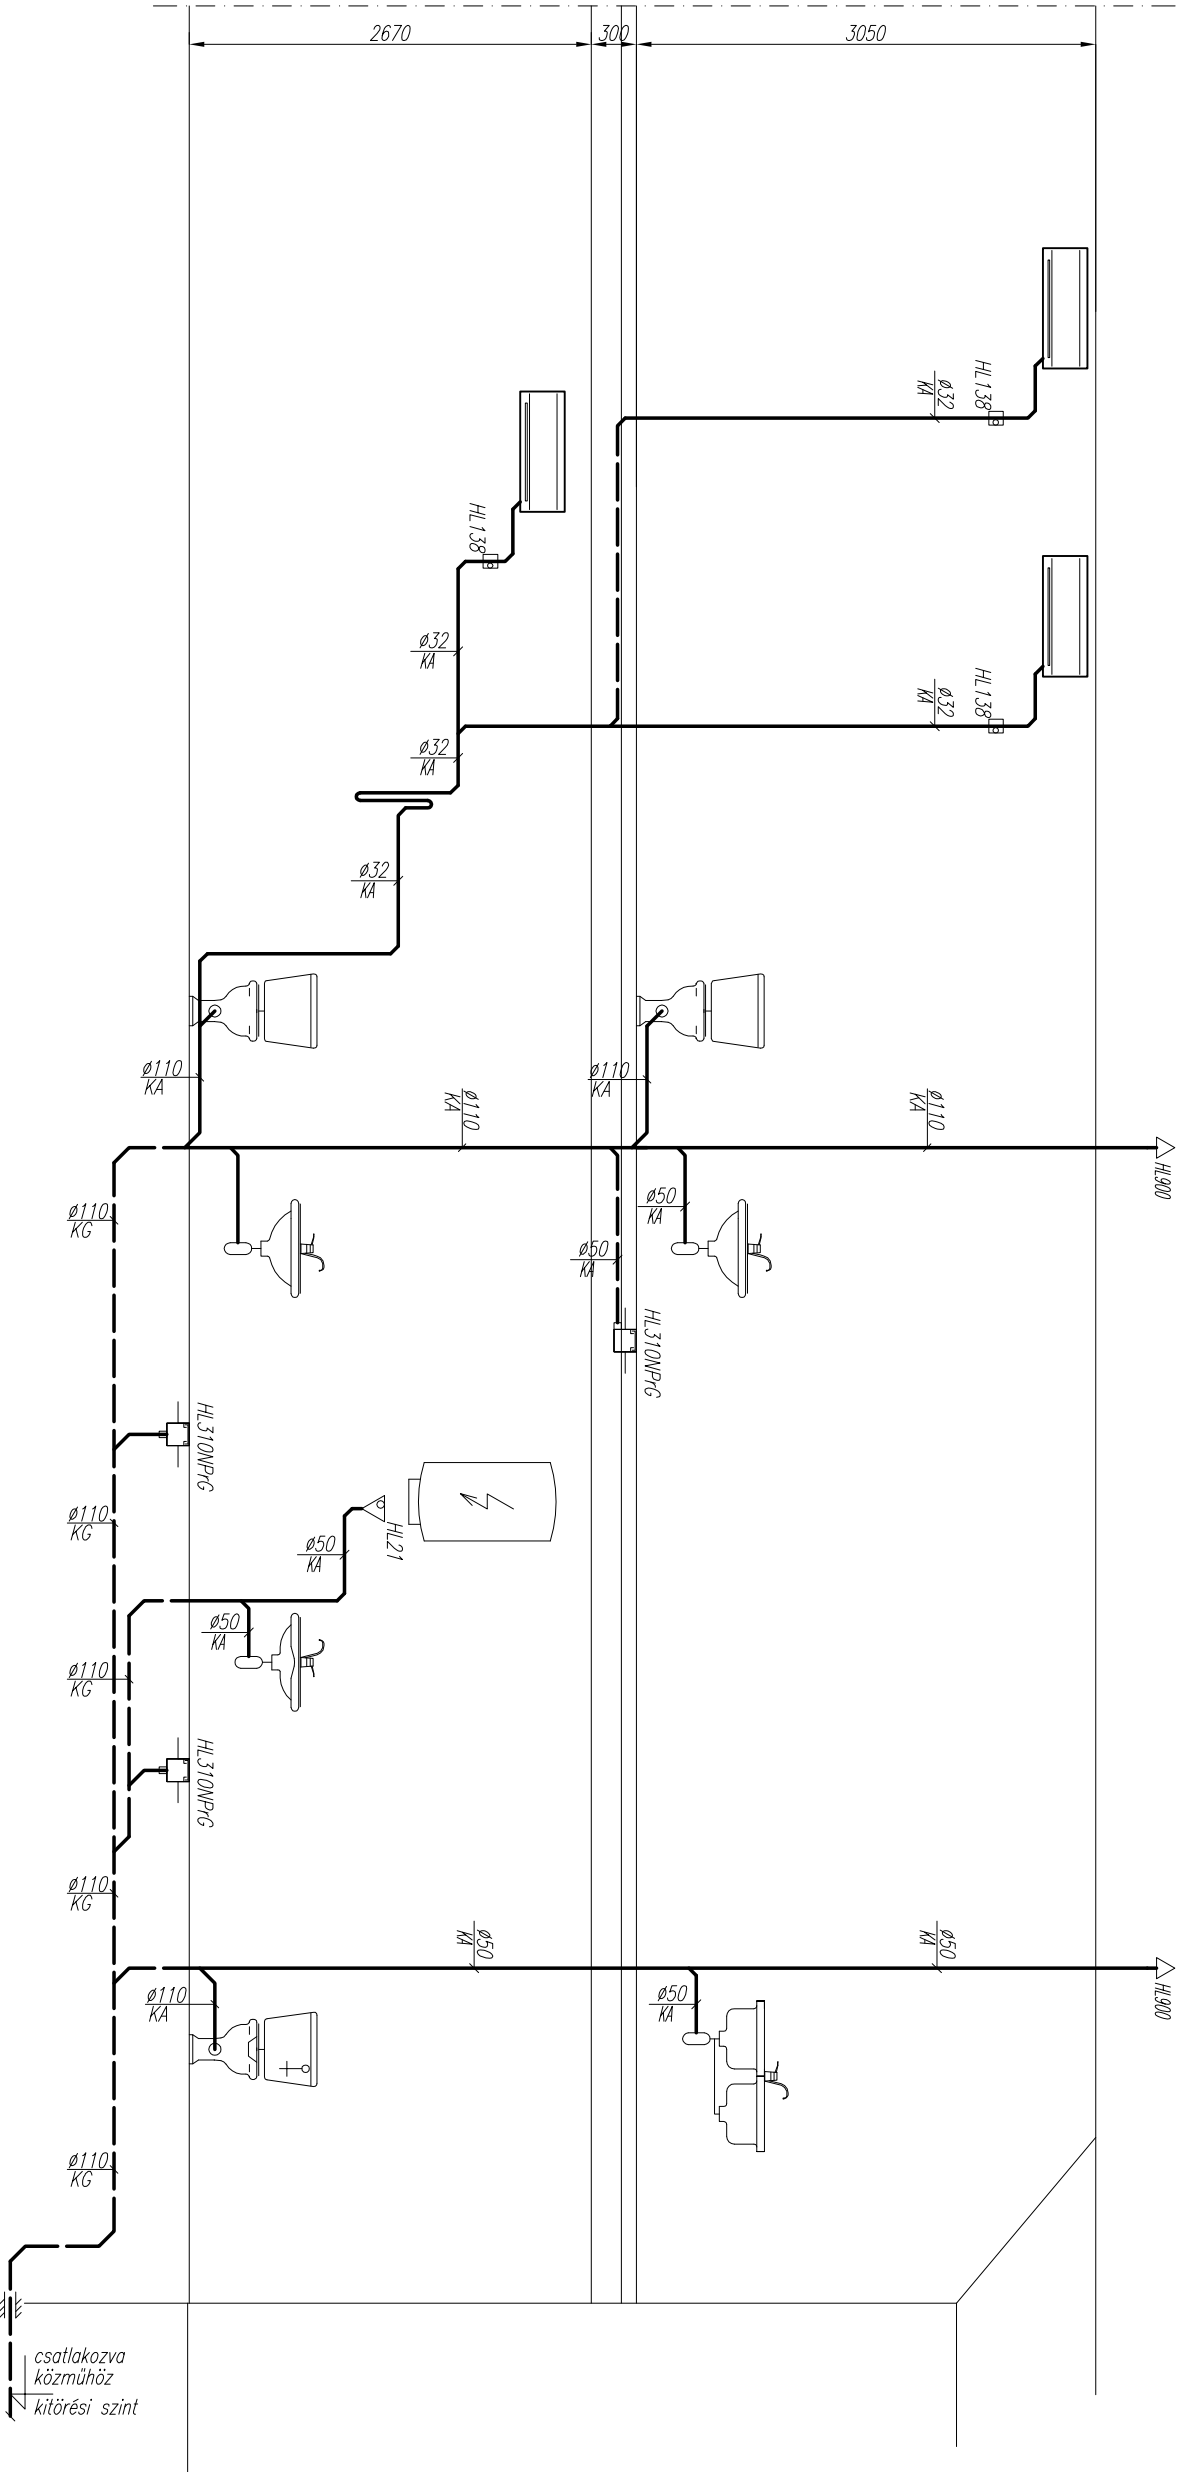 2670
300
3050
HL138
ø32
KA
HL138
ø32
KA
HL138
ø32
KA
ø32
KA
ø32
KA
ø110
KA
ø110
KA
ø110
KA
ø110
KA
HL900
ø110
KG
ø50
KA
ø50
KA
HL310NPrG
HL310NPrG
ø110
KG
HL21
ø50
KA
ø50
KA
ø110
KG
HL310NPrG
ø110
KG
ø50
KA
ø50
KA
HL900
ø110
KA
ø50
KA
ø110
KG
csatlakozva
közműhöz
kitörési szint